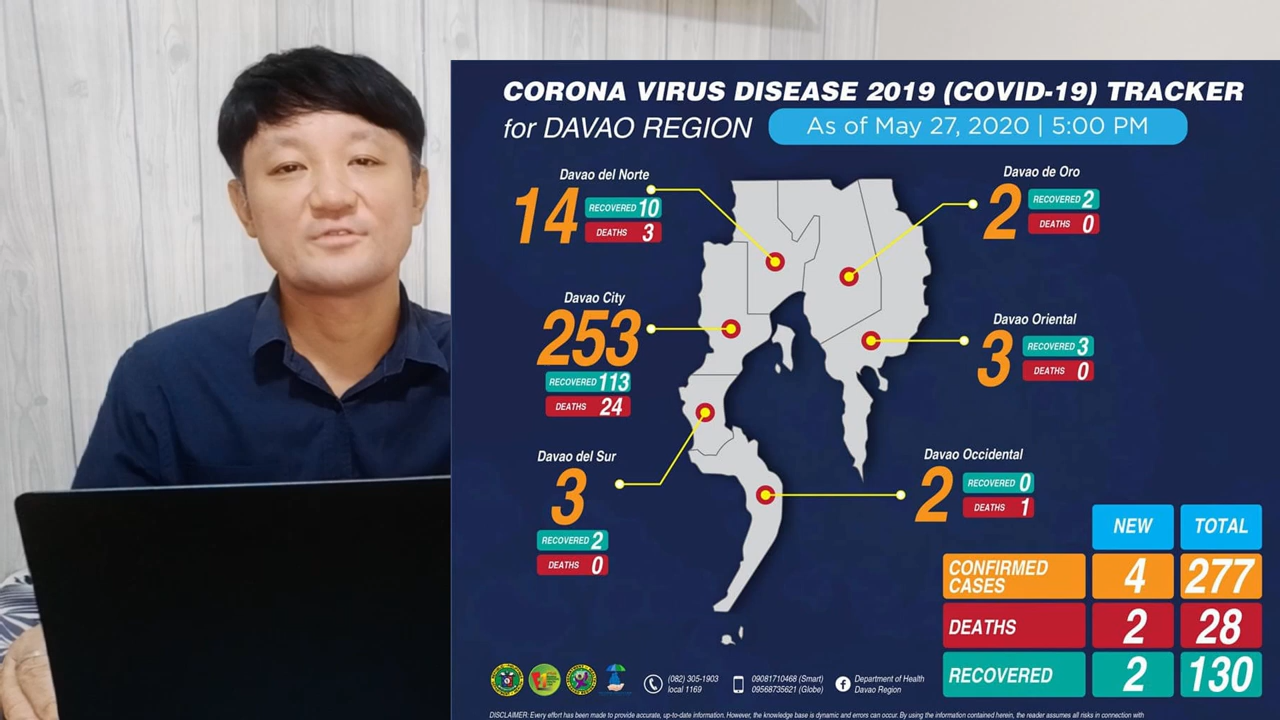 CORONA VIRUS DISEASE 2019 (COVID-19) TRACKER
for DAVAO REGION As of May 27, 2020 | 5:00 PM
Davao del Norte
14
RECOVERED 10
DEATHS 3
Davao de Oro
2
RECOVERED 2
DEATHS 0
Davao City
253
RECOVERED 113
DEATHS 24
Davao Oriental
3
RECOVERED 3
DEATHS 0
Davao del Sur
3
RECOVERED 2
DEATHS 0
Davao Occidental
2
RECOVERED 0
DEATHS 1
NEW TOTAL
CONFIRMED
CASES 4 277
DEATHS 2 28
RECOVERED 2 130
(082) 305-1903
local 1169
09081710468 (Smart)
09568735621 (Globe)
Department of Health
Davao Region
DISCLAIMER: Every effort has been made to provide accurate, up-to-date information. However, the knowledge base is dynamic and errors can occur. By using the information contained herein, the reader assumes all risks in connection with